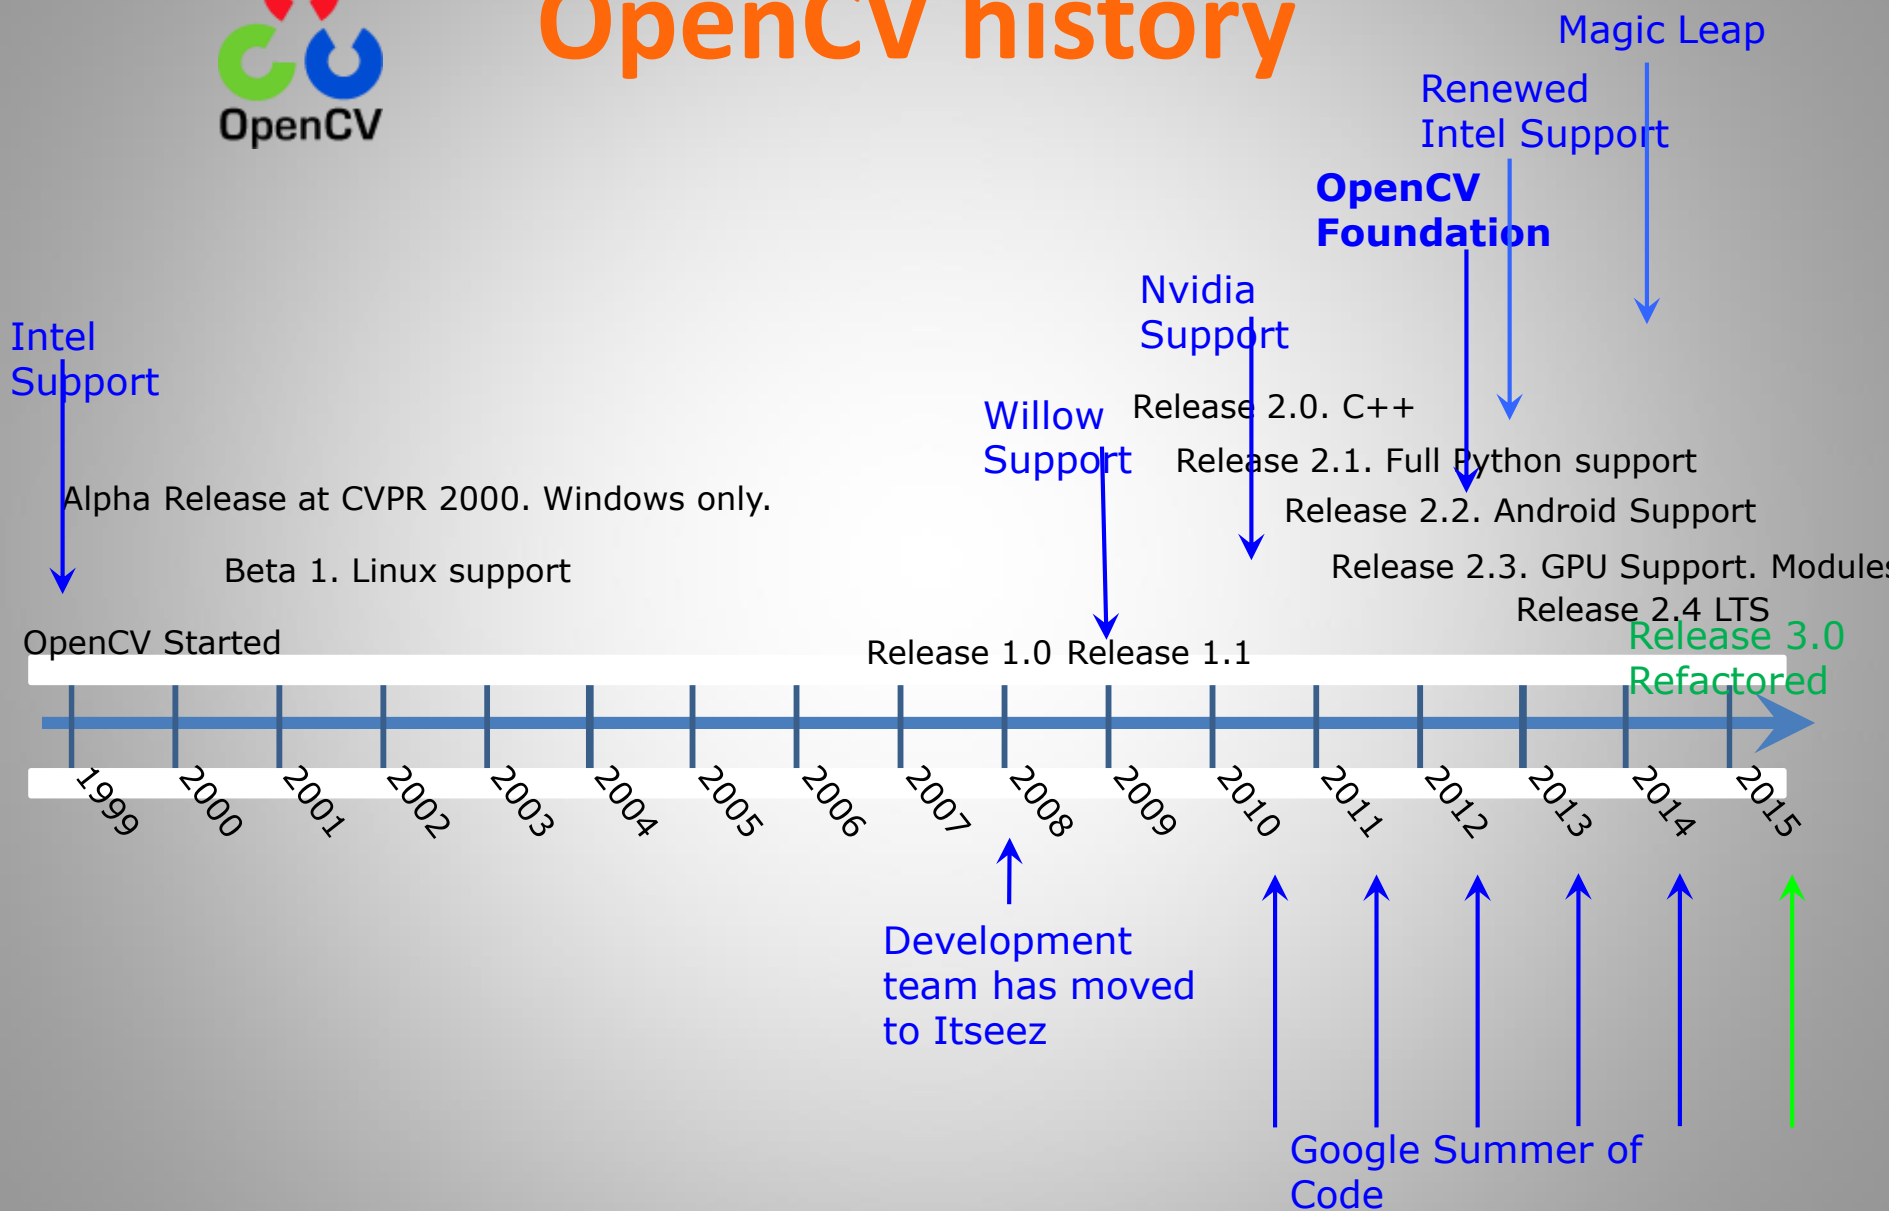 OpenCV history
OpenCV
Magic Leap
Renewed
Intel Support
OpenCV
Foundation
Nvidia
Support
Intel
Support
Willow
Support
Release 2.0. C++
Release 2.1. Full Python support
Alpha Release at CVPR 2000. Windows only.
Release 2.2. Android Support
Beta 1. Linux support
Release 2.3. GPU Support. Modules
Release 2.4 LTS
OpenCV Started
Release 1.0
Release 1.1
Release 3.0
Refactored
1999
2000
2001
2002
2003
2004
2005
2006
2007
2008
2009
2010
2011
2012
2013
2014
2015
Development
team has moved
to Itseez
Google Summer of
Code